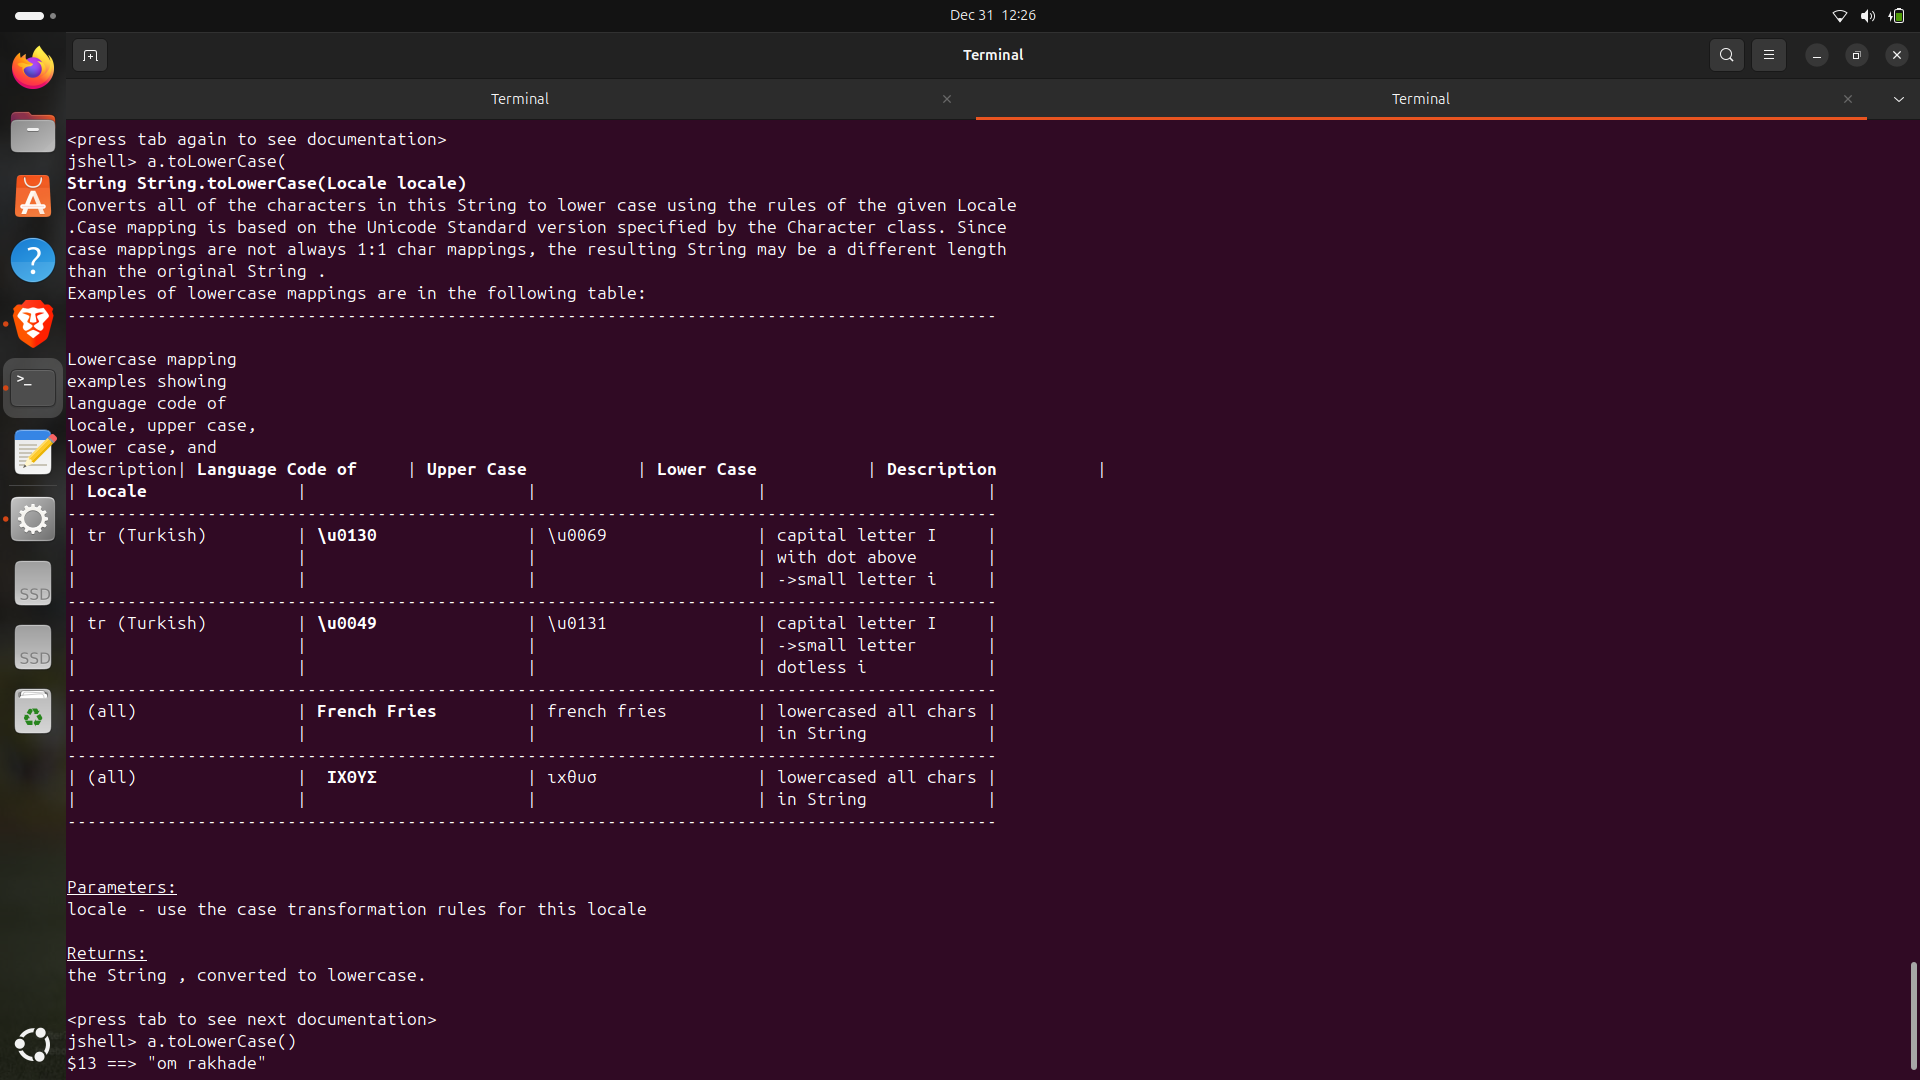 Dec 31 12:26
Terminal
Terminal
Terminal
<press tab again to see documentation>
jshell> a.toLowerCase(
String String.toLowerCase(Locale locale)
Converts all of the characters in this String to lower case using the rules of the given Locale
.Case mapping is based on the Unicode Standard version specified by the Character class. Since
case mappings are not always 1:1 char mappings, the resulting String may be a different length
than the original String .
Examples of lowercase mappings are in the following table:
---------------------------------------------------------------------------------------------
Lowercase mapping
examples showing
language code of
locale, upper case,
lower case, and
description| Language Code of     | Upper Case           | Lower Case           | Description          |
| Locale               |                      |                      |                      |
---------------------------------------------------------------------------------------------
| tr (Turkish)         | \u0130               | \u0069               | capital letter I     |
|                      |                      |                      | with dot above       |
|                      |                      |                      | ->small letter i     |
---------------------------------------------------------------------------------------------
| tr (Turkish)         | \u0049               | \u0131               | capital letter I     |
|                      |                      |                      | ->small letter       |
|                      |                      |                      | dotless i            |
---------------------------------------------------------------------------------------------
| (all)                | French Fries         | french fries         | lowercased all chars |
|                      |                      |                      | in String            |
---------------------------------------------------------------------------------------------
| (all)                |  ΙΧΘΥΣ               | ιχθυσ                | lowercased all chars |
|                      |                      |                      | in String            |
---------------------------------------------------------------------------------------------
Parameters:
locale - use the case transformation rules for this locale
Returns:
the String , converted to lowercase.
<press tab to see next documentation>
jshell> a.toLowerCase()
$13 ==> "om rakhade"
SSD
SSD